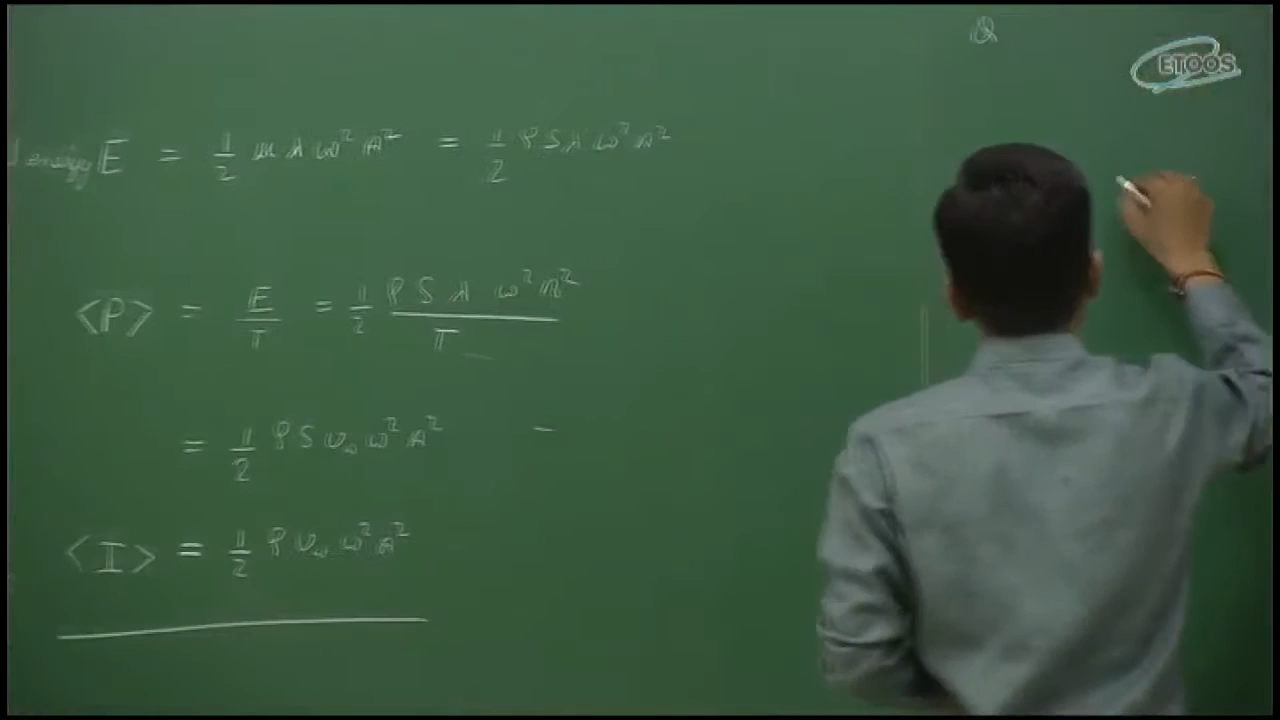 Q
ETOOS
energy E = 1/2 m λ ω² A² = 1/2 ρ S λ ω² A²
<P> = E/T = 1/2 ρ S λ ω² A² / T
= 1/2 ρ S v_w ω² A² –
<I> = 1/2 ρ v_w ω² A²